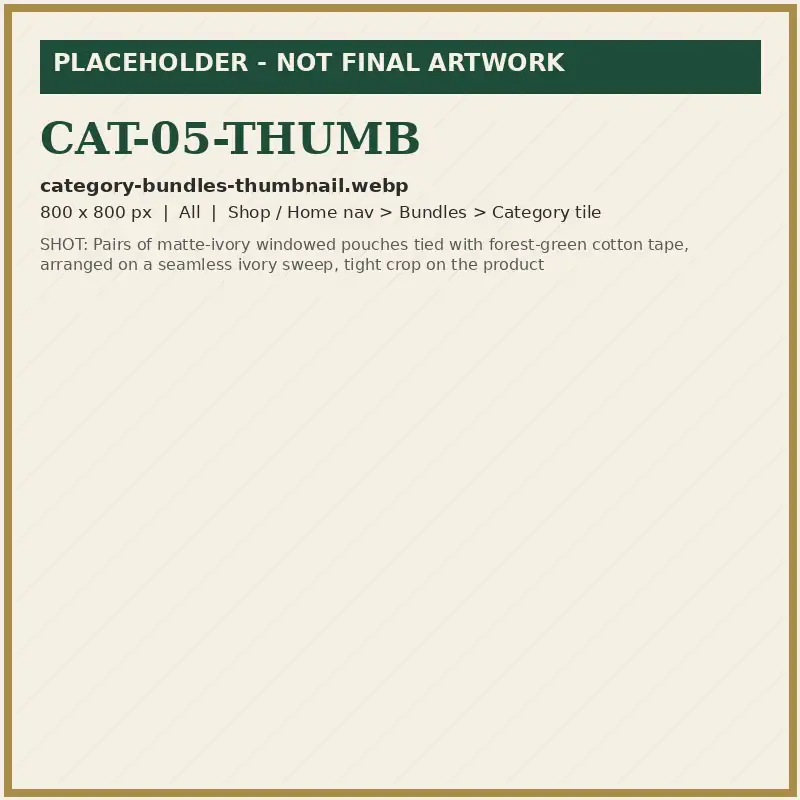 PLACEHOLDER - NOT FINAL ARTWORK
CAT-05-THUMB
category-bundles-thumbnail.webp
800 x 800 px  |  All  |  Shop / Home nav > Bundles > Category tile
SHOT: Pairs of matte-ivory windowed pouches tied with forest-green cotton tape,
arranged on a seamless ivory sweep, tight crop on the product